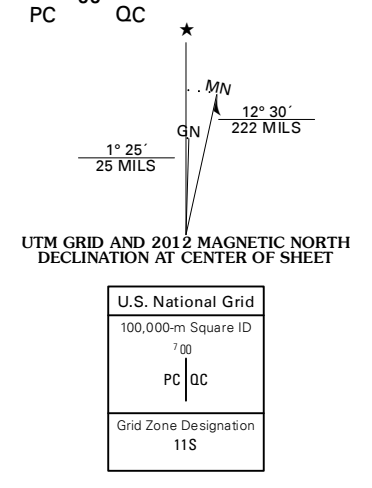 PC QC
★
MN
GN
12° 30´
222 MILS
1° 25´
25 MILS
UTM GRID AND 2012 MAGNETIC NORTH
DECLINATION AT CENTER OF SHEET
U.S. National Grid
100,000-m Square ID
7 00
PC QC
Grid Zone Designation
11S